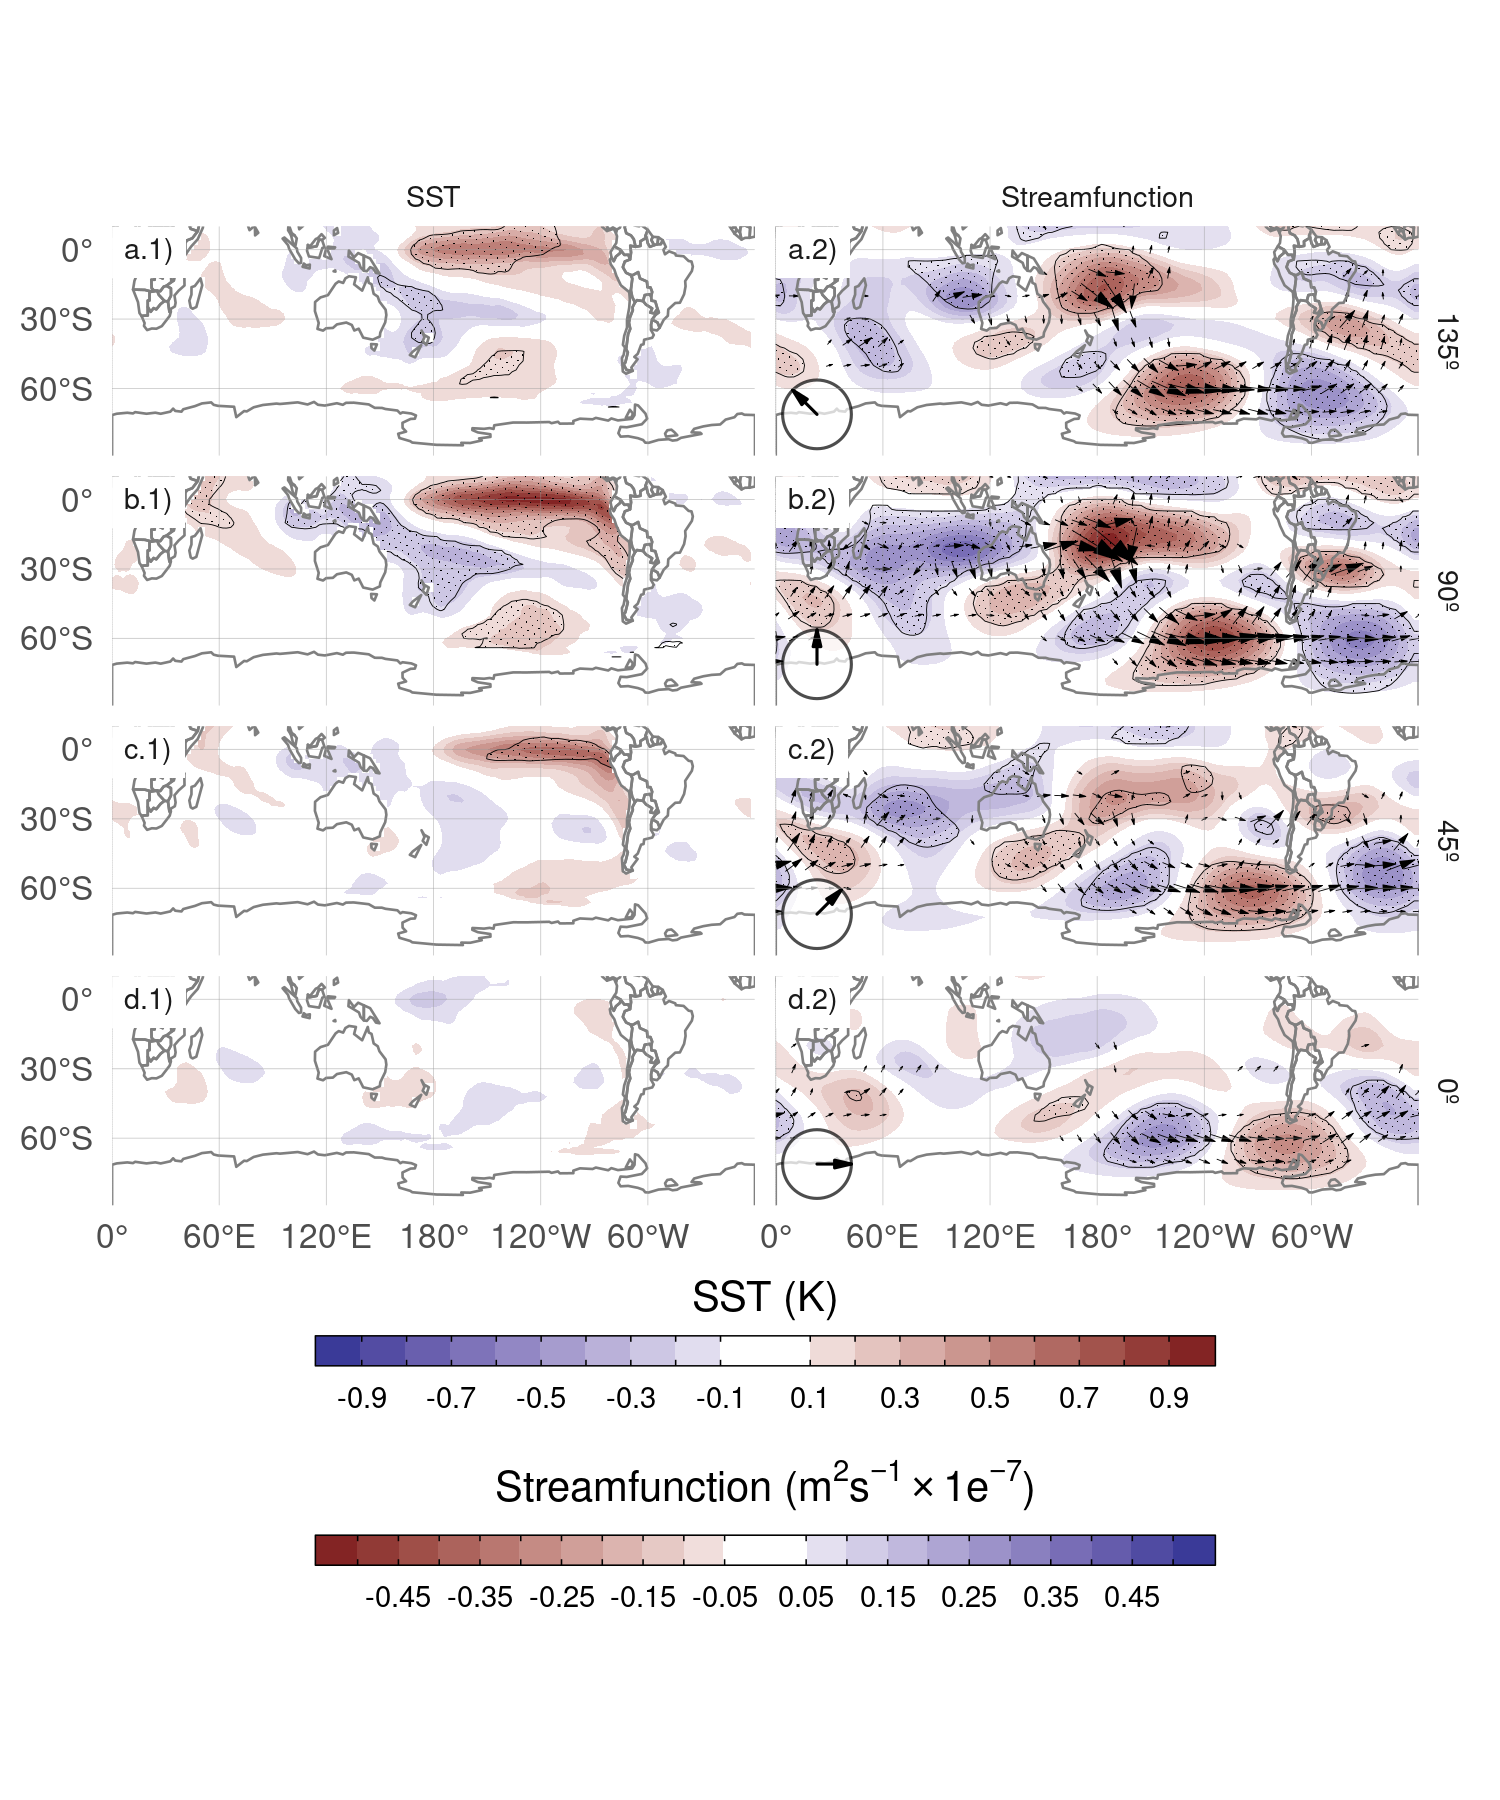 SST Streamfunction
a.1) a.2)
0°
30°S
60°S
135º
b.1) b.2)
0°
30°S
60°S
90º
c.1) c.2)
0°
30°S
60°S
45º
d.1) d.2)
0°
30°S
60°S
0º
0° 60°E 120°E 180° 120°W 60°W 0° 60°E 120°E 180° 120°W 60°W
SST (K)
-0.9 -0.7 -0.5 -0.3 -0.1 0.1 0.3 0.5 0.7 0.9
Streamfunction (m²s⁻¹ × 1e⁻⁷)
-0.45 -0.35 -0.25 -0.15 -0.05 0.05 0.15 0.25 0.35 0.45